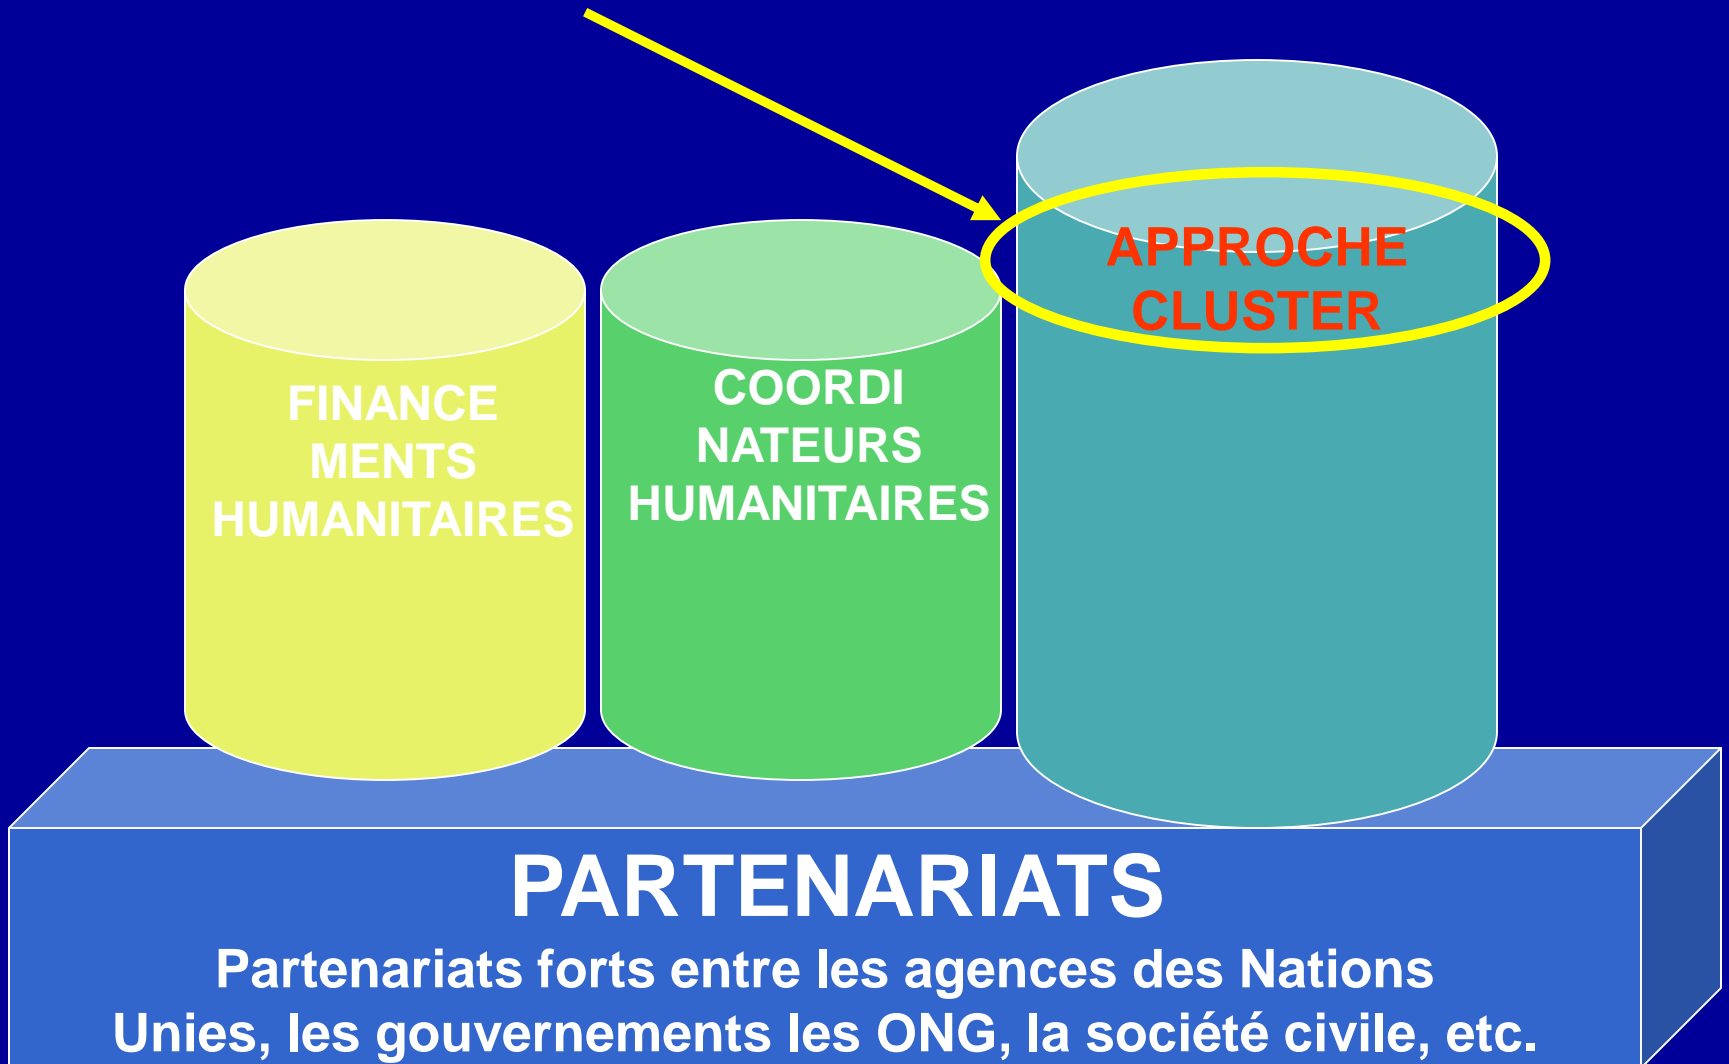 FINANCE
MENTS
HUMANITAIRES
COORDI
NATEURS
HUMANITAIRES
APPROCHE
CLUSTER
PARTENARIATS
Partenariats forts entre les agences des Nations
Unies, les gouvernements les ONG, la société civile, etc.